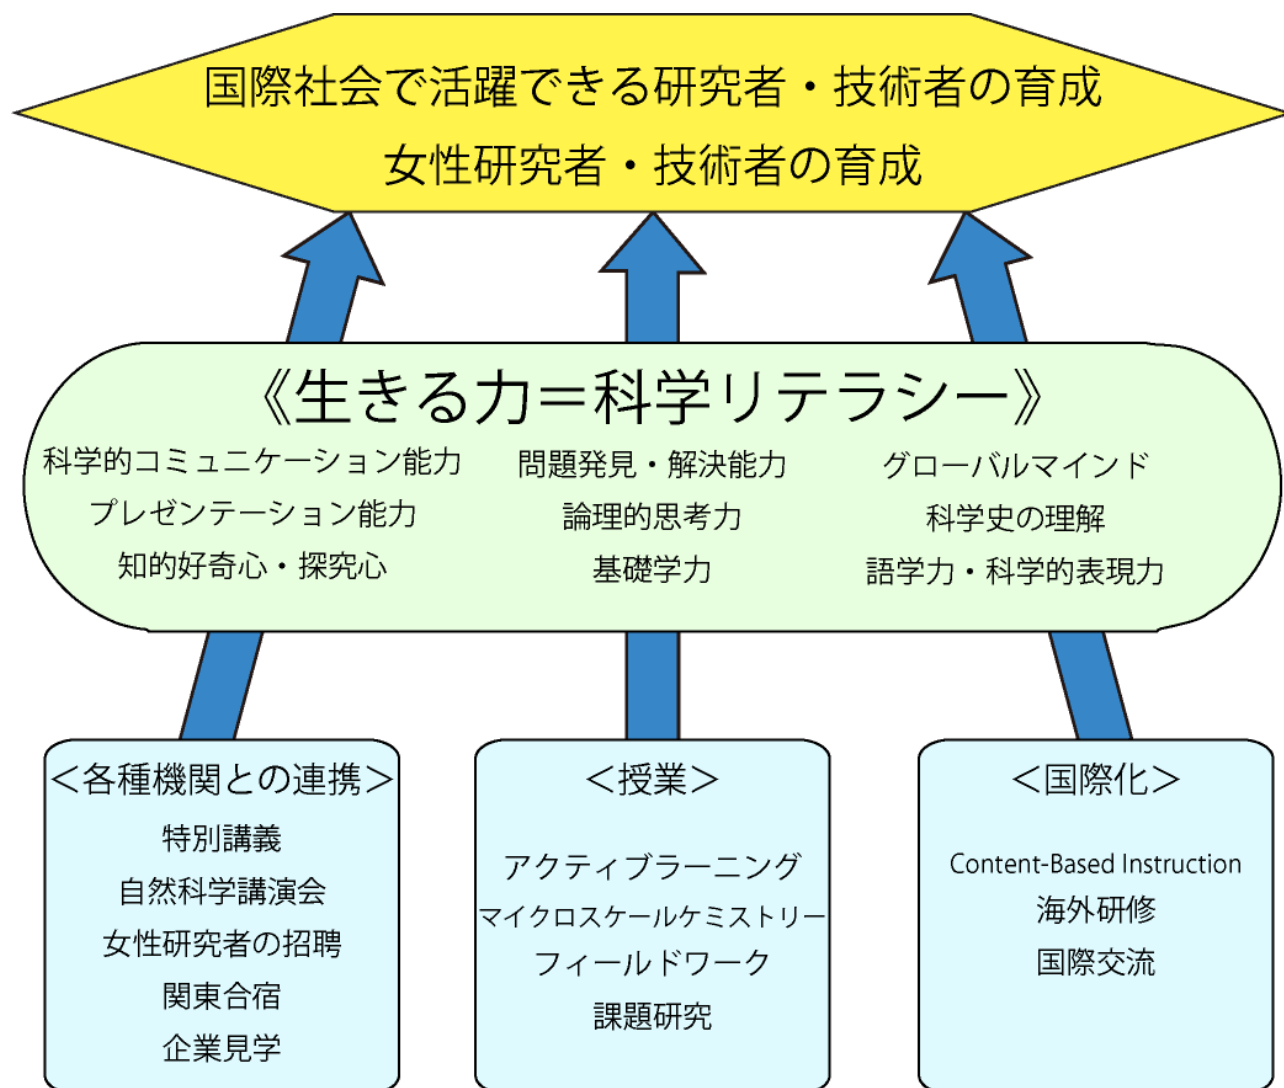 国際社会で活躍できる研究者・技術者の育成
女性研究者・技術者の育成
《生きる力＝科学リテラシー》
科学的コミュニケーション能力
プレゼンテーション能力
知的好奇心・探究心
問題発見・解決能力
論理的思考力
基礎学力
グローバルマインド
科学史の理解
語学力・科学的表現力
＜各種機関との連携＞
特別講義
自然科学講演会
女性研究者の招聘
関東合宿
企業見学
＜授業＞
アクティブラーニング
マイクロスケールケミストリー
フィールドワーク
課題研究
＜国際化＞
Content-Based Instruction
海外研修
国際交流